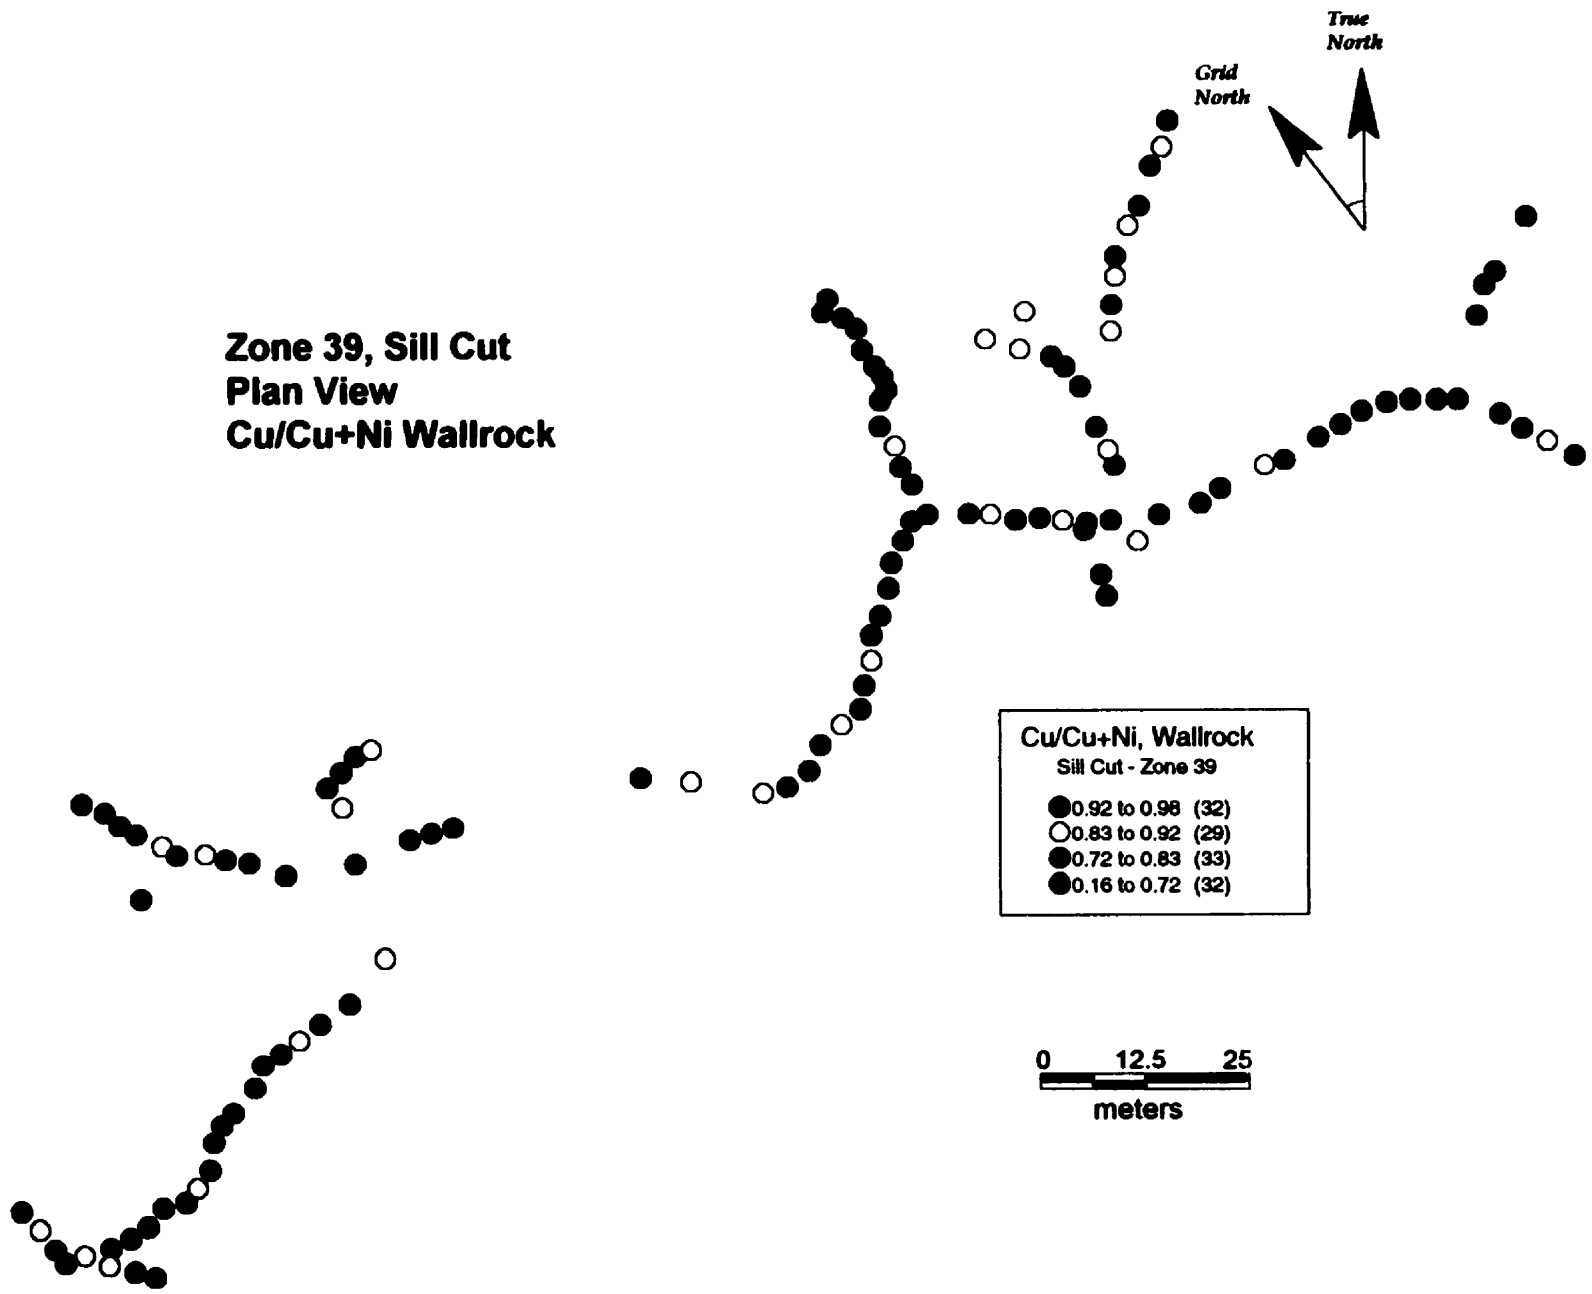 True
North
Grid
North
Zone 39, Sill Cut
Plan View
Cu/Cu+Ni Wallrock
Cu/Cu+Ni, Wallrock
Sill Cut - Zone 39
0.92 to 0.98 (32)
0.83 to 0.92 (29)
0.72 to 0.83 (33)
0.16 to 0.72 (32)
0 12.5 25
meters